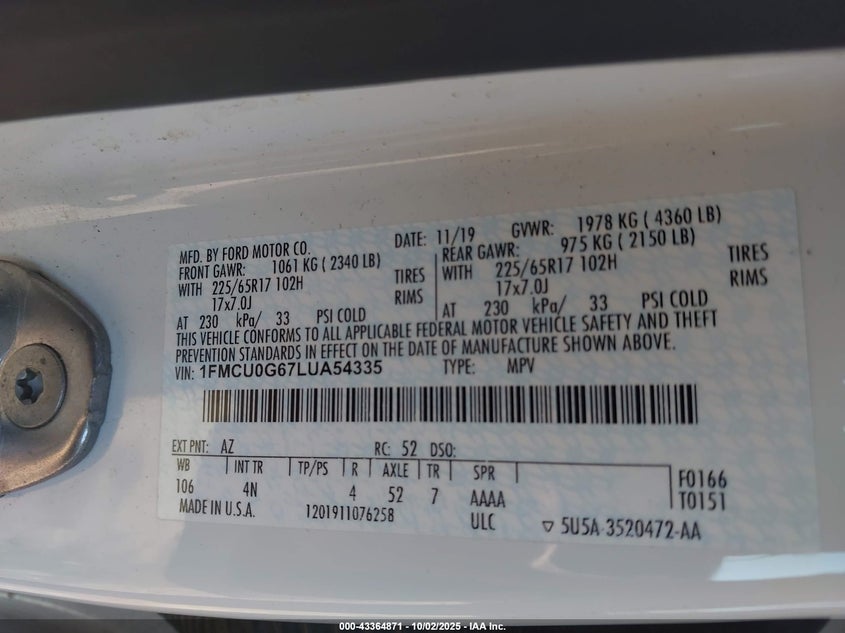 MFD. BY FORD MOTOR CO. DATE: 11/19 GVWR: 1978 KG ( 4360 LB)
FRONT GAWR: 1061 KG ( 2340 LB) REAR GAWR: 975 KG ( 2150 LB)
WITH 225/65R17 102H TIRES WITH 225/65R17 102H TIRES
17x7.0J RIMS 17x7.0J RIMS
AT 230 kPa/ 33 PSI COLD AT 230 kPa/ 33 PSI COLD
THIS VEHICLE CONFORMS TO ALL APPLICABLE FEDERAL MOTOR VEHICLE SAFETY AND THEFT
PREVENTION STANDARDS IN EFFECT ON THE DATE OF MANUFACTURE SHOWN ABOVE.
VIN: 1FMCU0G67LUA54335 TYPE: MPV
EXT PNT: AZ RC: 52 DSO:
WB INT TR TP/PS R AXLE TR SPR
106 4N 4 52 7 AAAA
F0166
T0151
MADE IN U.S.A. 1201911076258 ULC ▽ 5U5A-3520472-AA
000-43364871 | 10/02/2025 - IAA Inc.